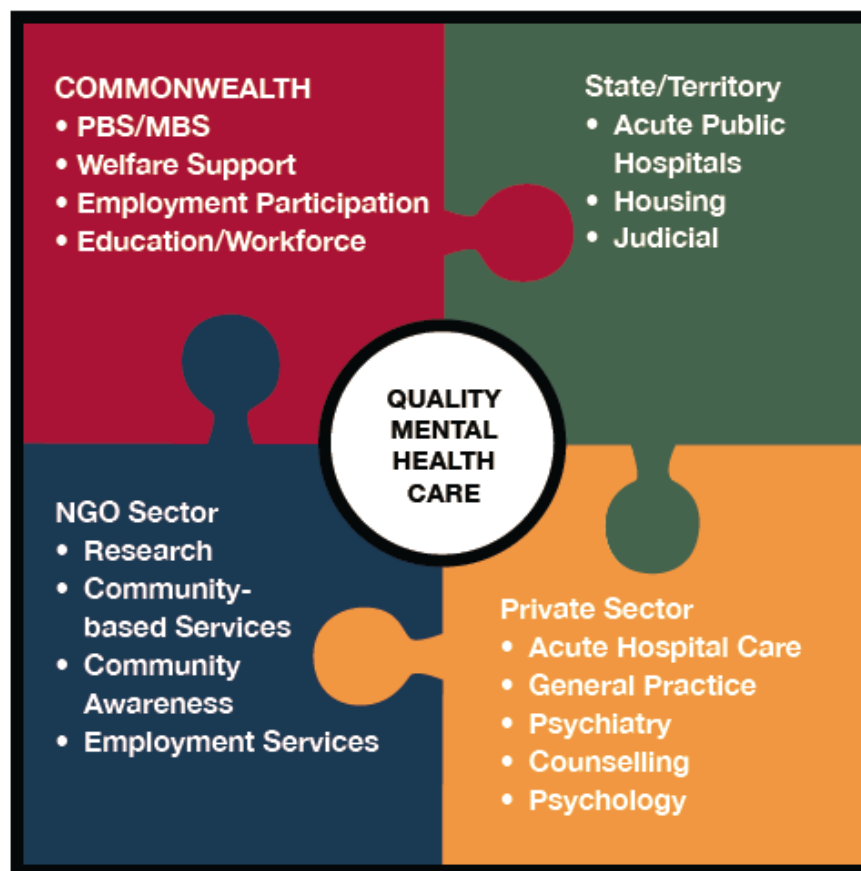 COMMONWEALTH
• PBS/MBS
• Welfare Support
• Employment Participation
• Education/Workforce
State/Territory
• Acute Public
Hospitals
• Housing
• Judicial
QUALITY
MENTAL
HEALTH
CARE
NGO Sector
• Research
• Community-
based Services
• Community
Awareness
• Employment Services
Private Sector
• Acute Hospital Care
• General Practice
• Psychiatry
• Counselling
• Psychology